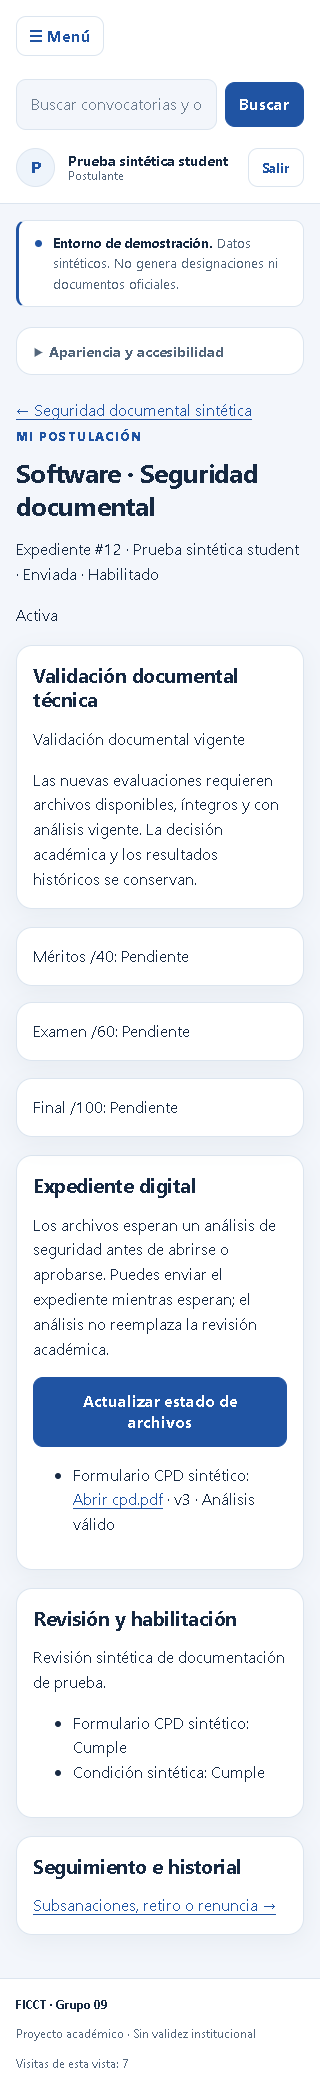 ☰ Menú
Buscar convocatorias y o
Buscar
P
Prueba sintética student
Postulante
Salir
Entorno de demostración. Datos
sintéticos. No genera designaciones ni
documentos oficiales.
▶ Apariencia y accesibilidad
← Seguridad documental sintética
MI POSTULACIÓN
Software · Seguridad
documental
Expediente #12 · Prueba sintética student
· Enviada · Habilitado
Activa
Validación documental
técnica
Validación documental vigente
Las nuevas evaluaciones requieren
archivos disponibles, íntegros y con
análisis vigente. La decisión
académica y los resultados
históricos se conservan.
Méritos /40: Pendiente
Examen /60: Pendiente
Final /100: Pendiente
Expediente digital
Los archivos esperan un análisis de
seguridad antes de abrirse o
aprobarse. Puedes enviar el
expediente mientras esperan; el
análisis no reemplaza la revisión
académica.
Actualizar estado de
archivos
• Formulario CPD sintético:
Abrir cpd.pdf · v3 · Análisis
válido
Revisión y habilitación
Revisión sintética de documentación
de prueba.
• Formulario CPD sintético:
Cumple
• Condición sintética: Cumple
Seguimiento e historial
Subsanaciones, retiro o renuncia →
FICCT · Grupo 09
Proyecto académico · Sin validez institucional
Visitas de esta vista: 7